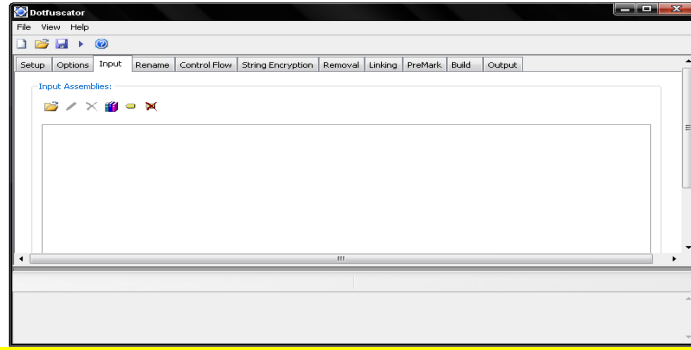 Dotfuscator
File View Help
Setup Options Input Rename Control Flow String Encryption Removal Linking PreMark Build Output
Input Assemblies: